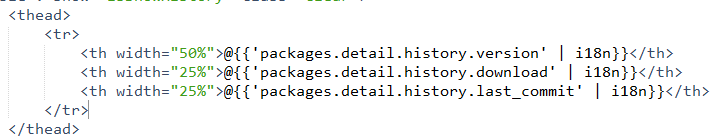 <thead>
<tr>
<th width="50%">@{{'packages.detail.history.version' | i18n}}</th>
<th width="25%">@{{'packages.detail.history.download' | i18n}}</th>
<th width="25%">@{{'packages.detail.history.last_commit' | i18n}}</th>
</tr>
</thead>